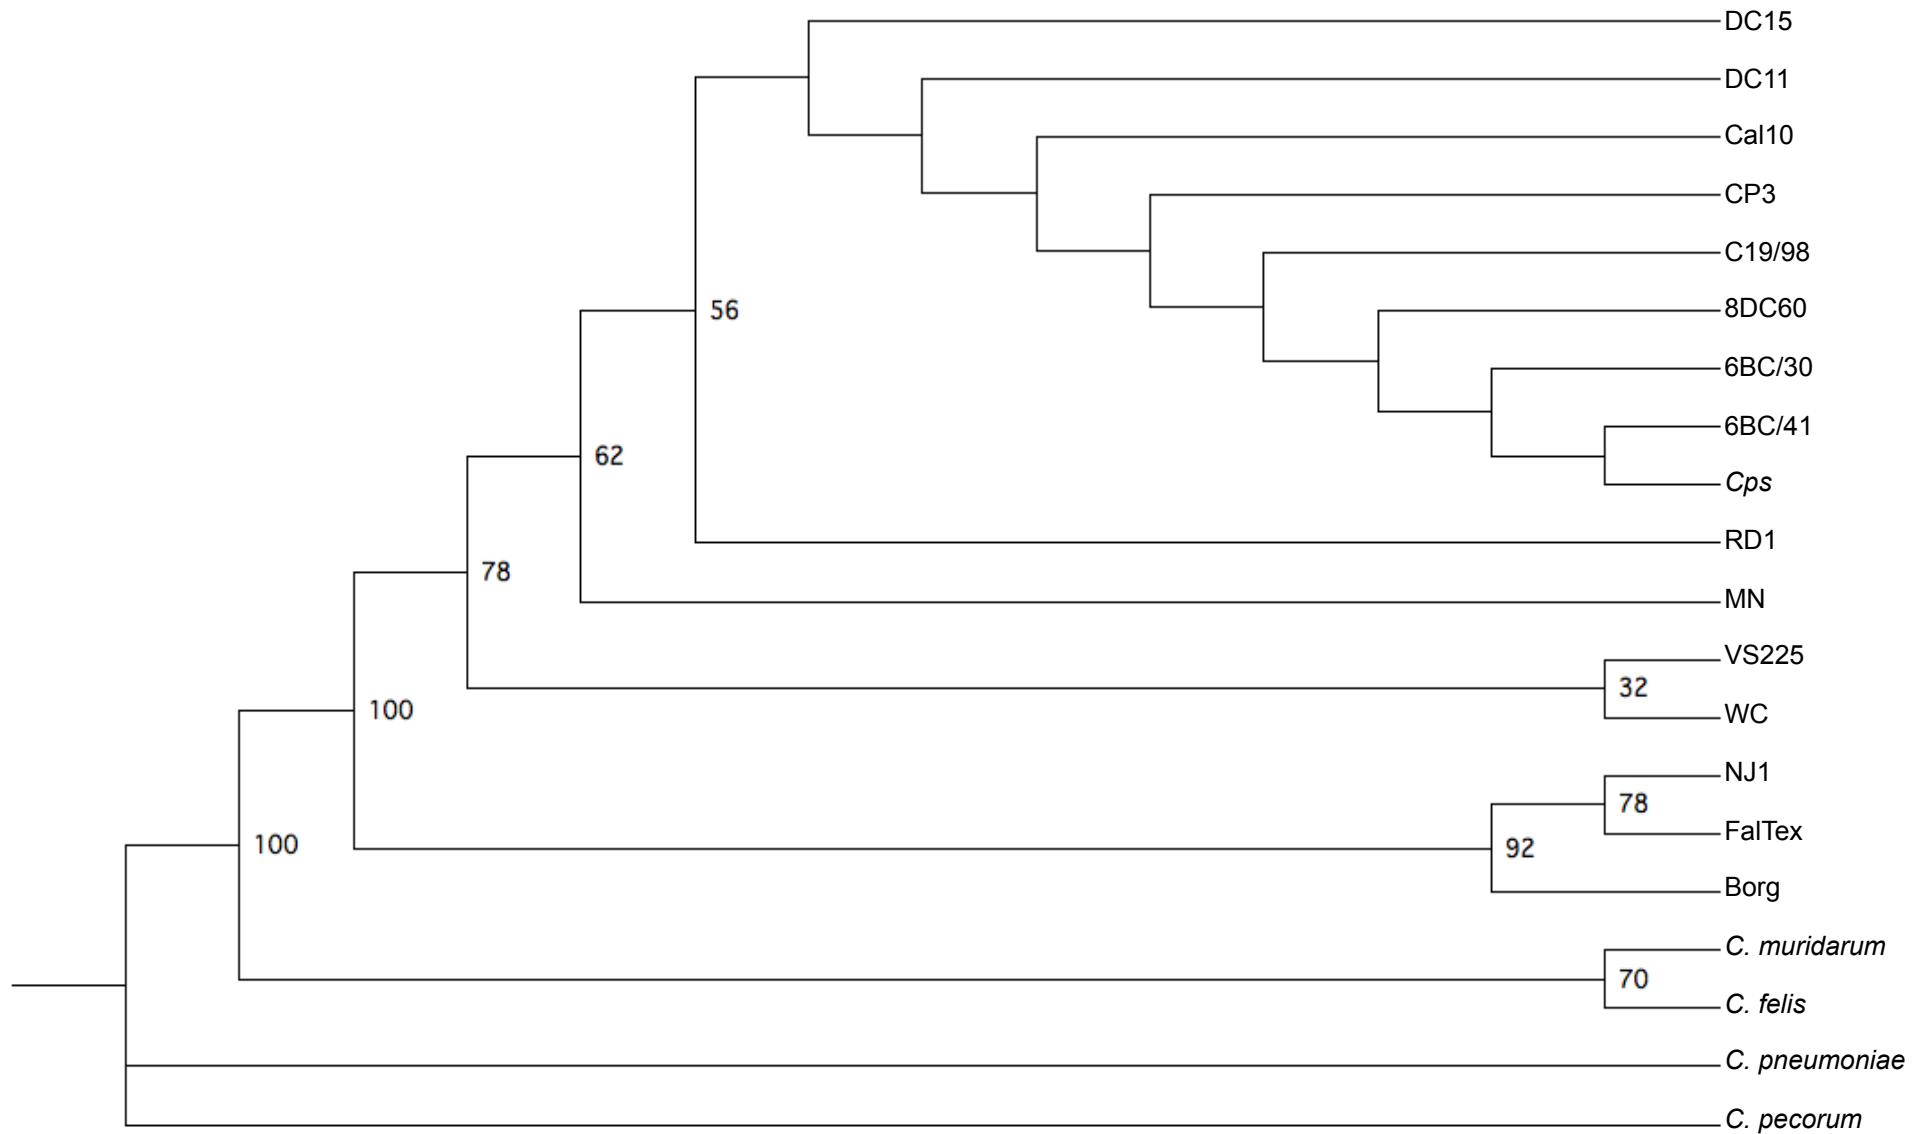 DC15
DC11
Cal10
CP3
C19/98
8DC60
56
6BC/30
6BC/41
62
Cps
RD1
78
MN
VS225
32
100
WC
NJ1
78
FalTex
100
92
Borg
C. muridarum
70
C. felis
C. pneumoniae
C. pecorum